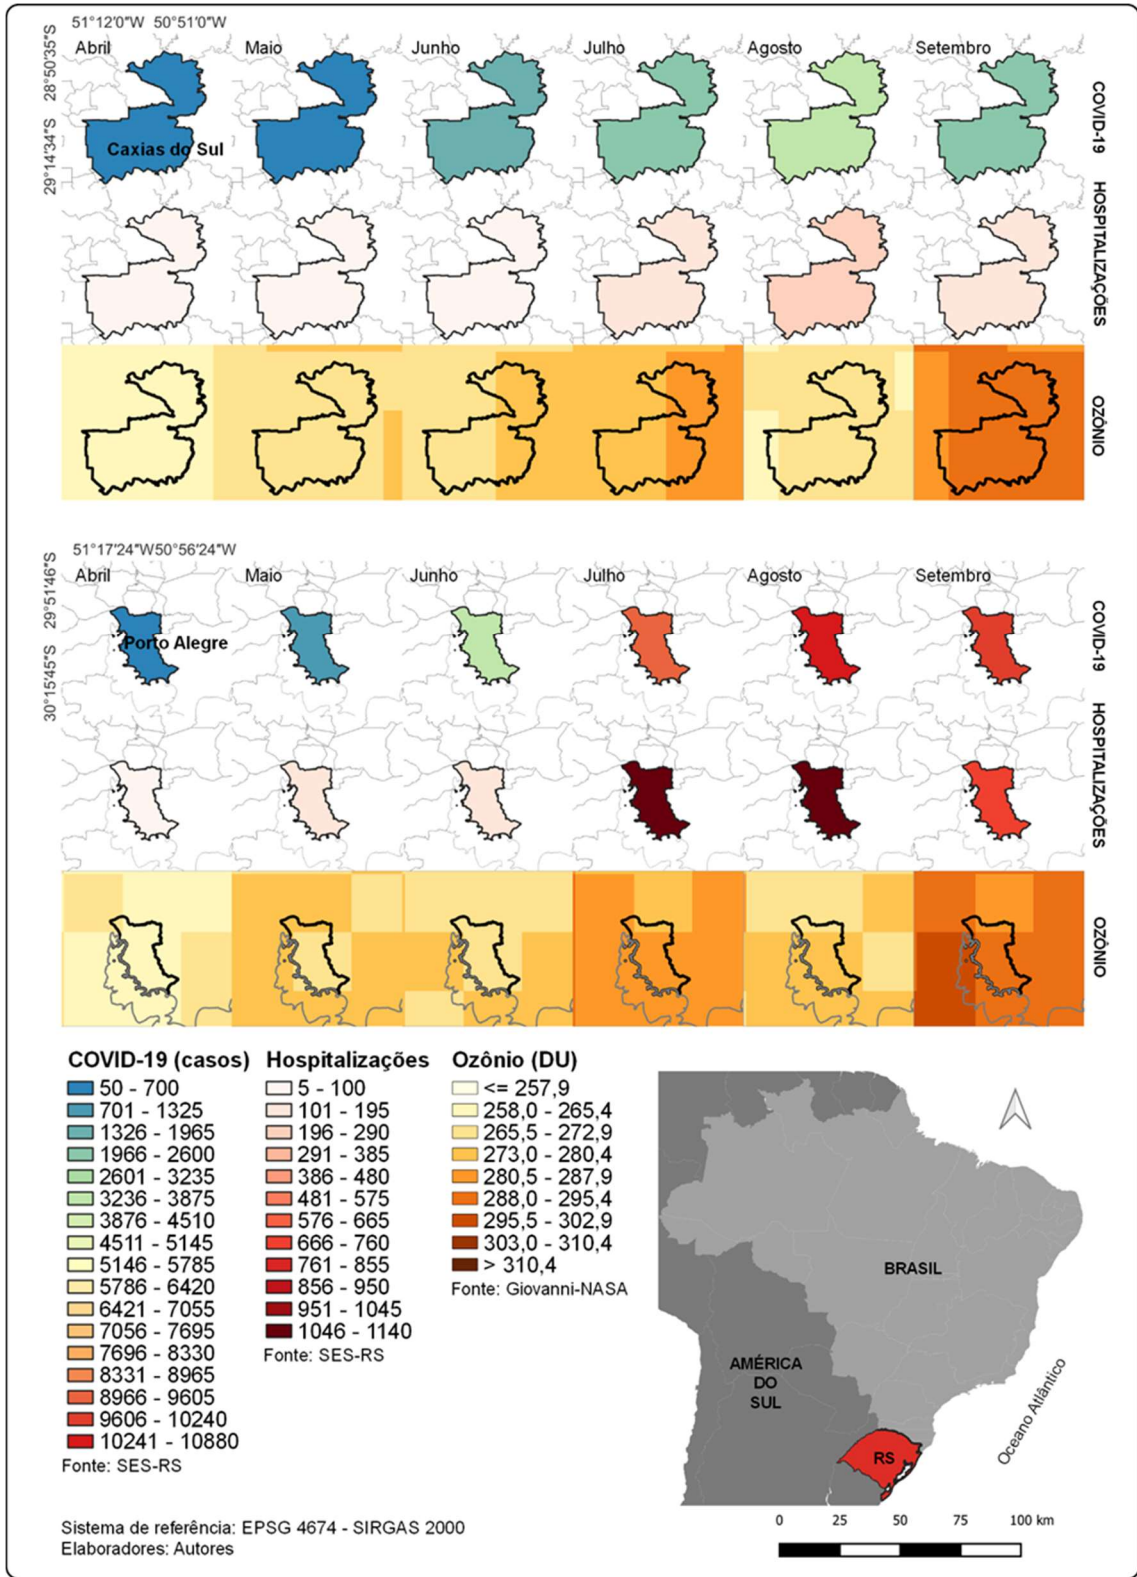 51°12'0"W 50°51'0"W
Abril Maio Junho Julho Agosto Setembro
28°50'35"S
29°14'34"S
Caxias do Sul
COVID-19
HOSPITALIZAÇÕES
OZÔNIO
51°17'24"W50°56'24"W
Abril Maio Junho Julho Agosto Setembro
29°51'46"S
30°15'45"S
Porto Alegre
COVID-19
HOSPITALIZAÇÕES
OZÔNIO
COVID-19 (casos)
50 - 700
701 - 1325
1326 - 1965
1966 - 2600
2601 - 3235
3236 - 3875
3876 - 4510
4511 - 5145
5146 - 5785
5786 - 6420
6421 - 7055
7056 - 7695
7696 - 8330
8331 - 8965
8966 - 9605
9606 - 10240
10241 - 10880
Fonte: SES-RS
Hospitalizações
5 - 100
101 - 195
196 - 290
291 - 385
386 - 480
481 - 575
576 - 665
666 - 760
761 - 855
856 - 950
951 - 1045
1046 - 1140
Fonte: SES-RS
Ozônio (DU)
<= 257,9
258,0 - 265,4
265,5 - 272,9
273,0 - 280,4
280,5 - 287,9
288,0 - 295,4
295,5 - 302,9
303,0 - 310,4
> 310,4
Fonte: Giovanni-NASA
BRASIL
AMÉRICA
DO
SUL
RS
Oceano Atlântico
0 25 50 75 100 km
Sistema de referência: EPSG 4674 - SIRGAS 2000
Elaboradores: Autores